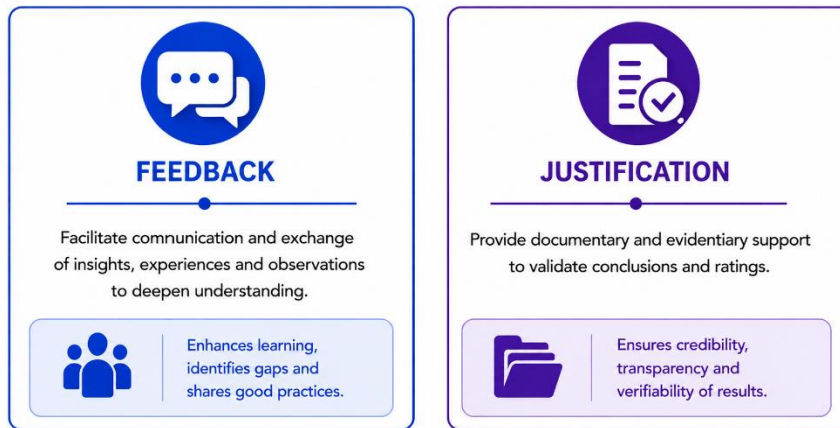 FEEDBACK
Facilitate communication and exchange
of insights, experiences and observations
to deepen understanding.
Enhances learning,
identifies gaps and
shares good practices.
JUSTIFICATION
Provide documentary and evidentiary support
to validate conclusions and ratings.
Ensures credibility,
transparency and
verifiability of results.